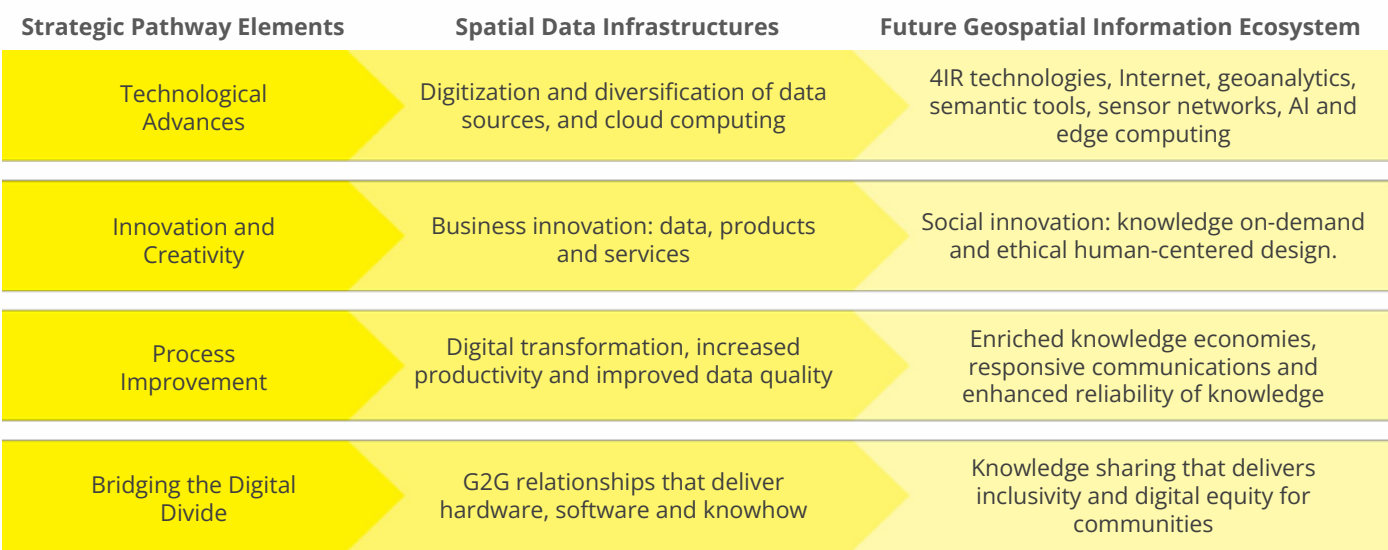 Strategic Pathway Elements
Spatial Data Infrastructures
Future Geospatial Information Ecosystem
Technological
Advances
Digitization and diversification of data
sources, and cloud computing
4IR technologies, Internet, geoanalytics,
semantic tools, sensor networks, AI and
edge computing
Innovation and
Creativity
Business innovation: data, products
and services
Social innovation: knowledge on-demand
and ethical human-centered design.
Process
Improvement
Digital transformation, increased
productivity and improved data quality
Enriched knowledge economies,
responsive communications and
enhanced reliability of knowledge
Bridging the Digital
Divide
G2G relationships that deliver
hardware, software and knowhow
Knowledge sharing that delivers
inclusivity and digital equity for
communities